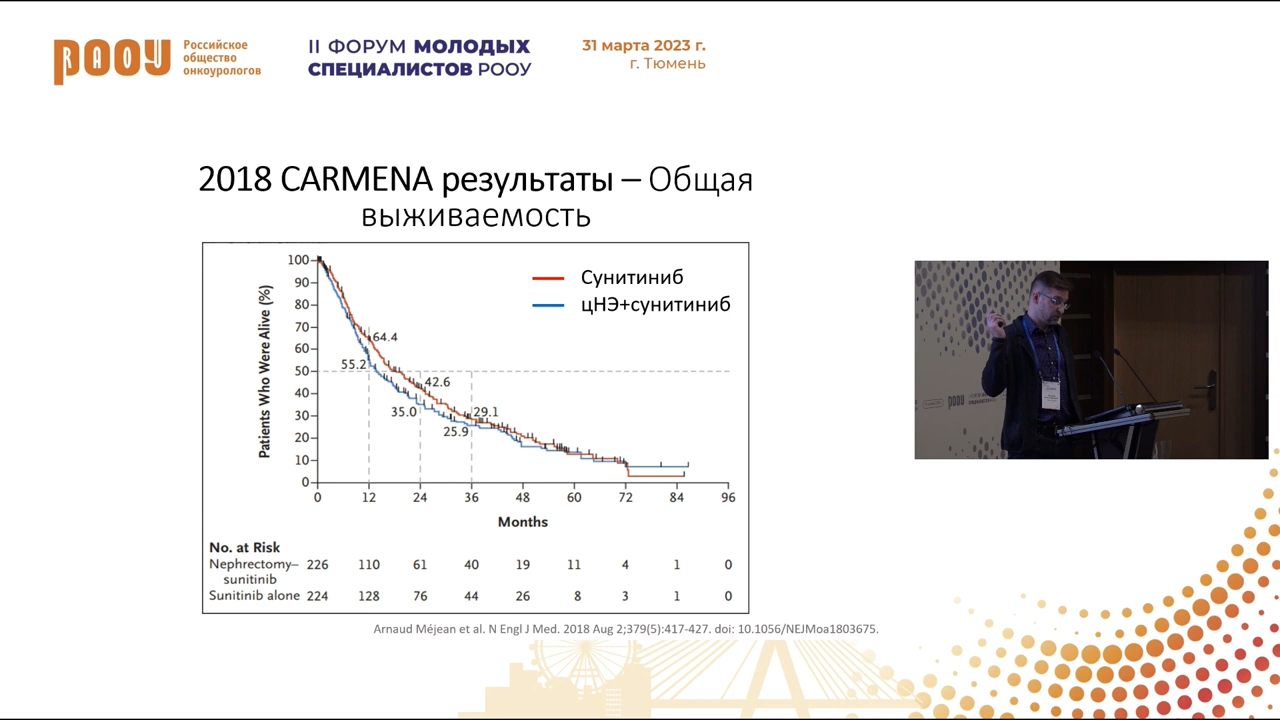 РООУ
RAOU
Российское
общество
онкоурологов
II ФОРУМ МОЛОДЫХ
СПЕЦИАЛИСТОВ РООУ
31 марта 2023 г.
г. Тюмень
2018 CARMENA результаты – Общая
выживаемость
Сунитиниб
цНЭ+сунитиниб
Patients Who Were Alive (%)
100
90
80
70
60
50
40
30
20
10
0
64.4
55.2
42.6
35.0
29.1
25.9
0 12 24 36 48 60 72 84 96
Months
No. at Risk
Nephrectomy–
sunitinib 226 110 61 40 19 11 4 1 0
Sunitinib alone 224 128 76 44 26 8 3 1 0
Arnaud Méjean et al. N Engl J Med. 2018 Aug 2;379(5):417-427. doi: 10.1056/NEJMoa1803675.
РООУ